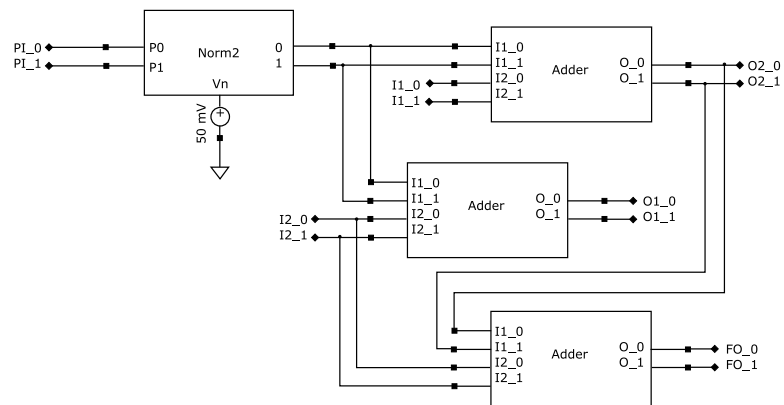 PI_0
PI_1
P0
P1
Norm2
0
1
Vn
50 mV
I1_0
I1_1
I2_0
I2_1
Adder
O_0
O_1
O2_0
O2_1
I1_0
I1_1
I2_0
I2_1
I1_0
I1_1
I2_0
I2_1
Adder
O_0
O_1
O1_0
O1_1
I1_0
I1_1
I2_0
I2_1
Adder
O_0
O_1
FO_0
FO_1